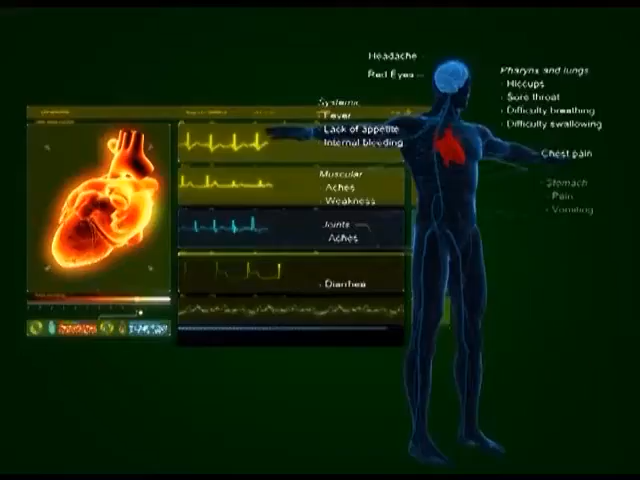 Headache
Red Eyes
Pharynx and lungs
- Hiccups
- Sore throat
- Difficulty breathing
- Difficulty swallowing
Systemic
- Fever
- Lack of appetite
- Internal bleeding
Chest pain
Muscular
- Aches
- Weakness
- Stomach
- Pain
- Vomiting
Joints
- Aches
- Diarrhea